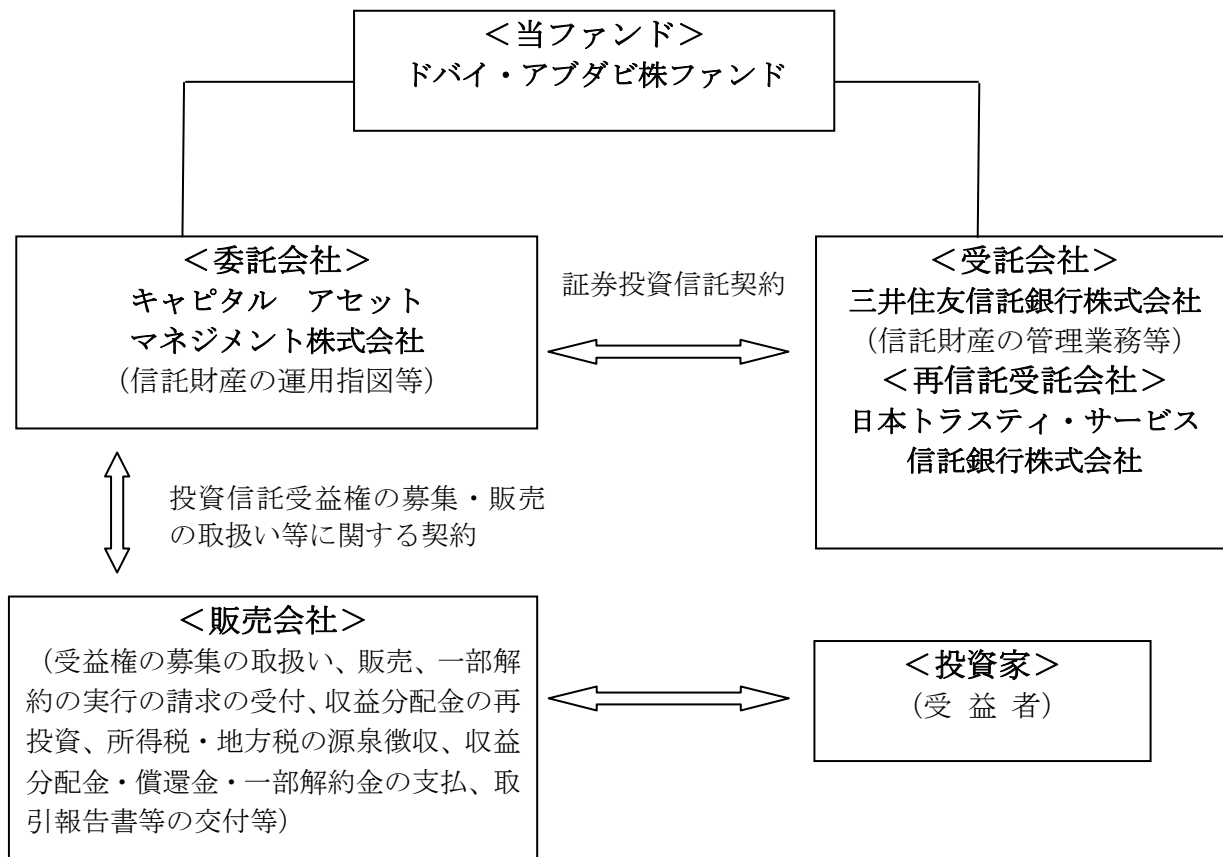 ＜当ファンド＞
ドバイ・アブダビ株ファンド
＜委託会社＞
キャピタル　アセット
マネジメント株式会社
（信託財産の運用指図等）
証券投資信託契約
＜受託会社＞
三井住友信託銀行株式会社
（信託財産の管理業務等）
＜再信託受託会社＞
日本トラスティ・サービス
信託銀行株式会社
投資信託受益権の募集・販売
の取扱い等に関する契約
＜販売会社＞
（受益権の募集の取扱い、販売、一部解
約の実行の請求の受付、収益分配金の再
投資、所得税・地方税の源泉徴収、収益
分配金・償還金・一部解約金の支払、取
引報告書等の交付等）
＜投資家＞
（受 益 者）